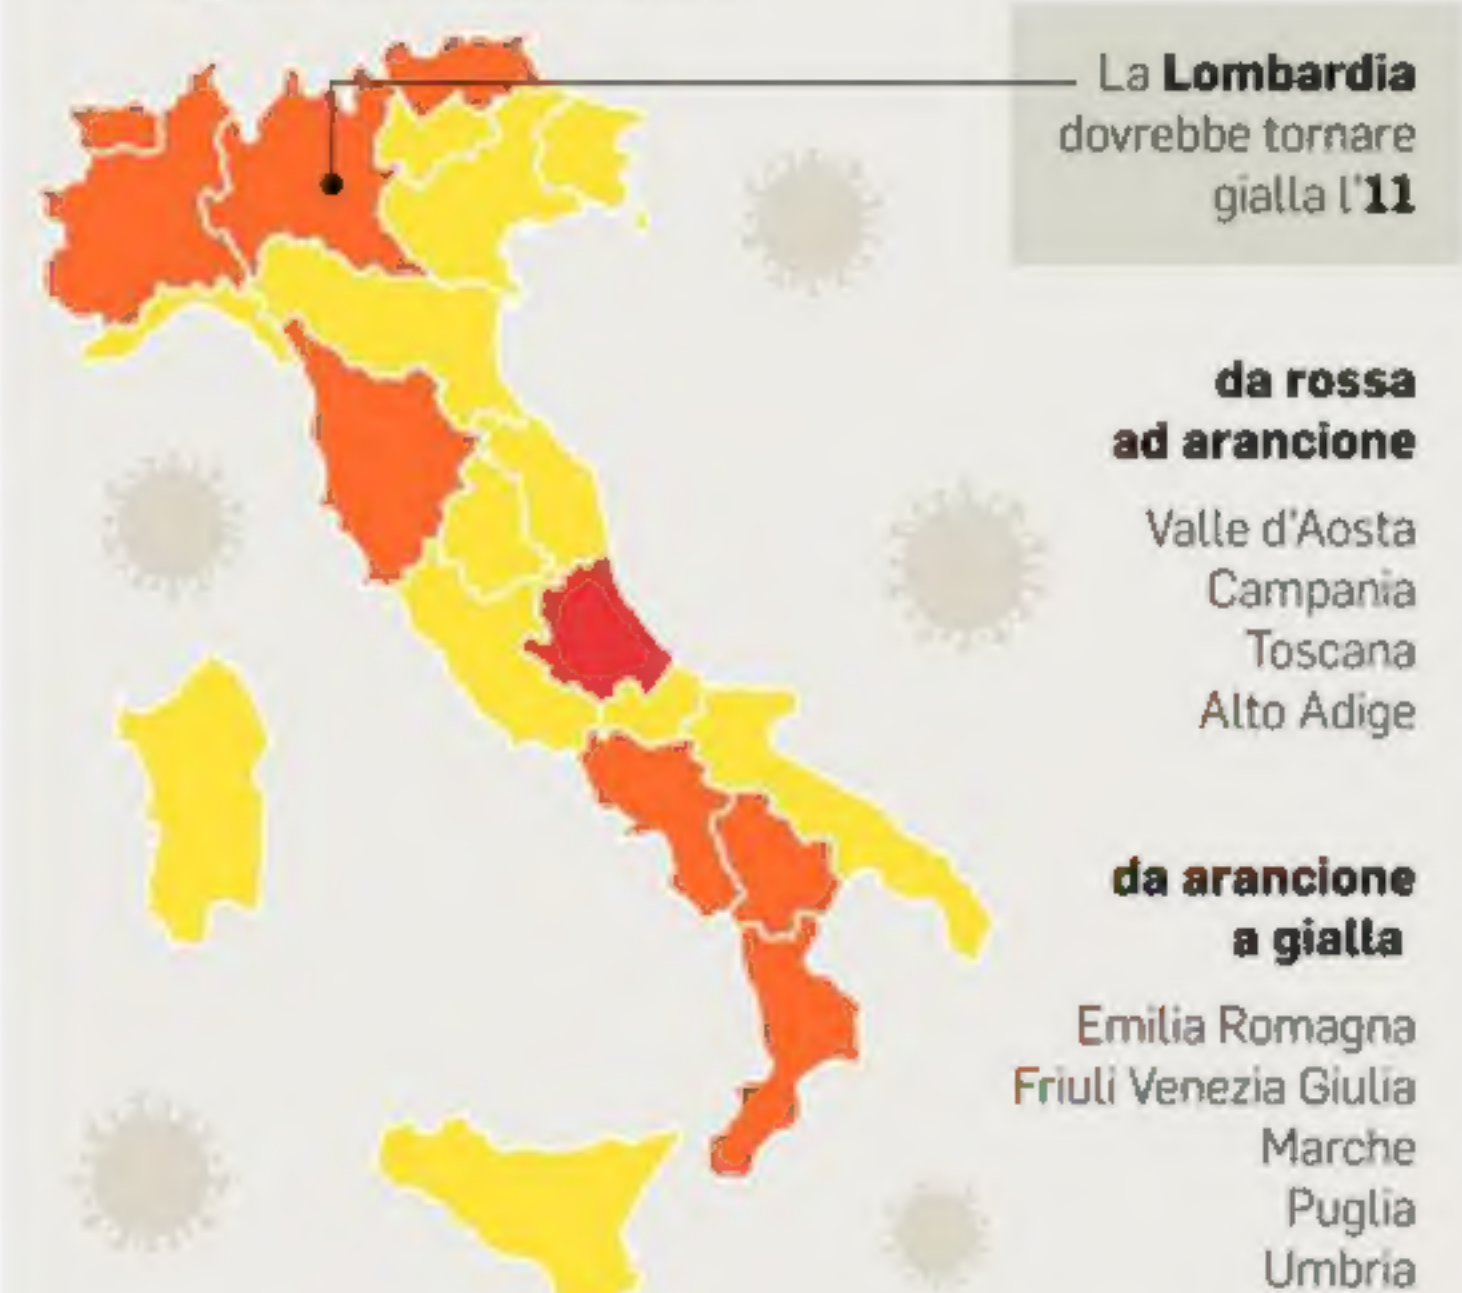 La Lombardia
dovrebbe tornare
gialla l'11
da rossa
ad arancione
Valle d'Aosta
Campania
Toscana
Alto Adige
da arancione
a gialla
Emilia Romagna
Friuli Venezia Giulia
Marche
Puglia
Umbria